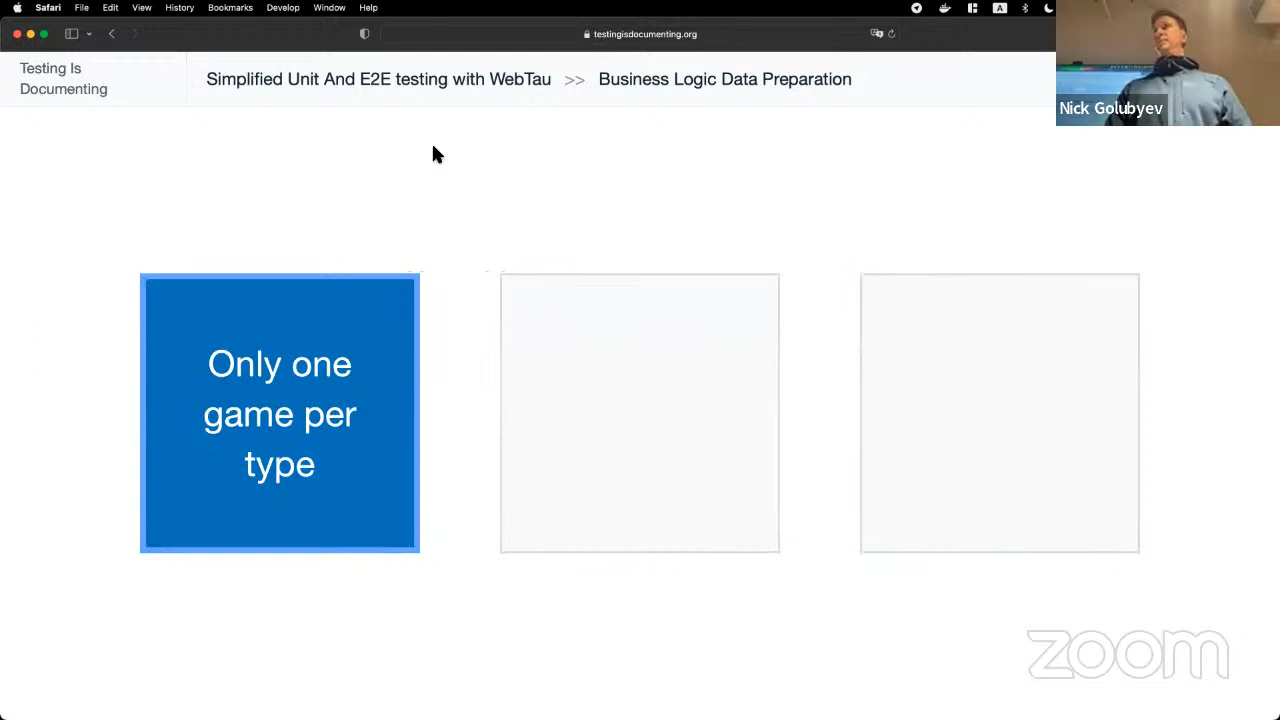 Safari File Edit View History Bookmarks Develop Window Help
testingisdocumenting.org
Testing Is
Documenting
Simplified Unit And E2E testing with WebTau >> Business Logic Data Preparation
Nick Golubyev
Only one
game per
type
zoom